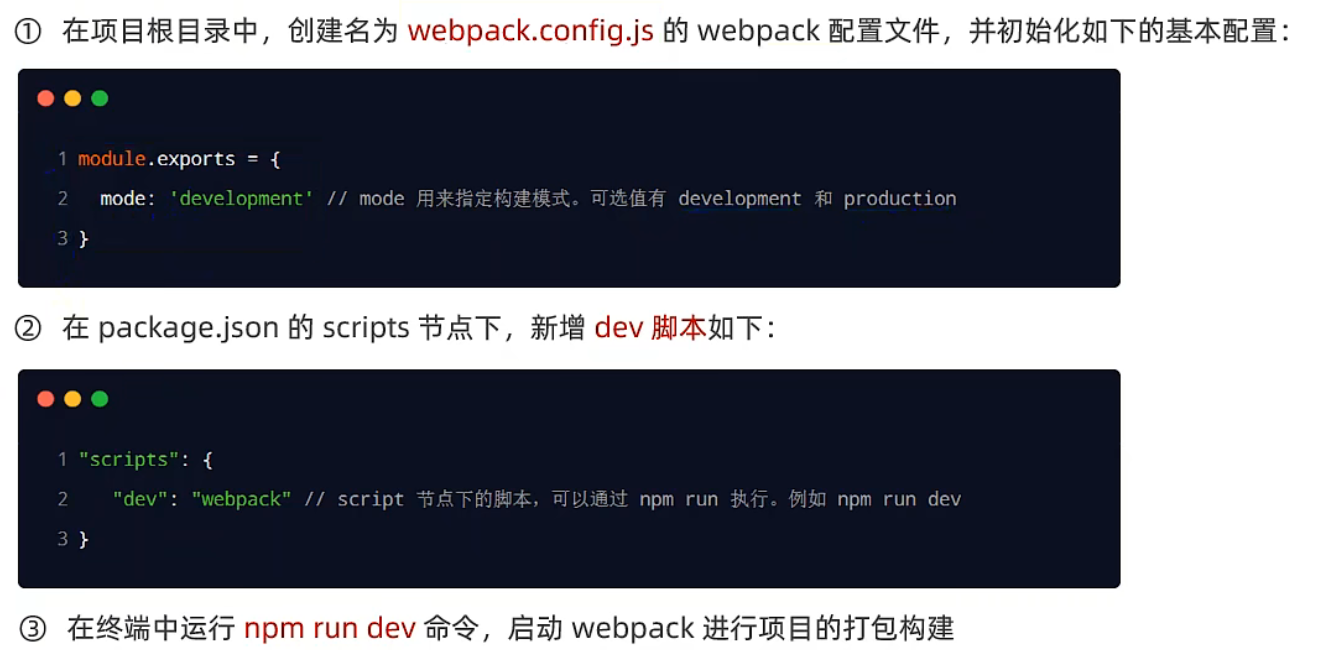 ① 在项目根目录中，创建名为 webpack.config.js 的 webpack 配置文件，并初始化如下的基本配置：
1 module.exports = {
2   mode: 'development' // mode 用来指定构建模式。可选值有 development 和 production
3 }
② 在 package.json 的 scripts 节点下，新增 dev 脚本如下：
1 "scripts": {
2    "dev": "webpack" // script 节点下的脚本，可以通过 npm run 执行。例如 npm run dev
3 }
③ 在终端中运行 npm run dev 命令，启动 webpack 进行项目的打包构建